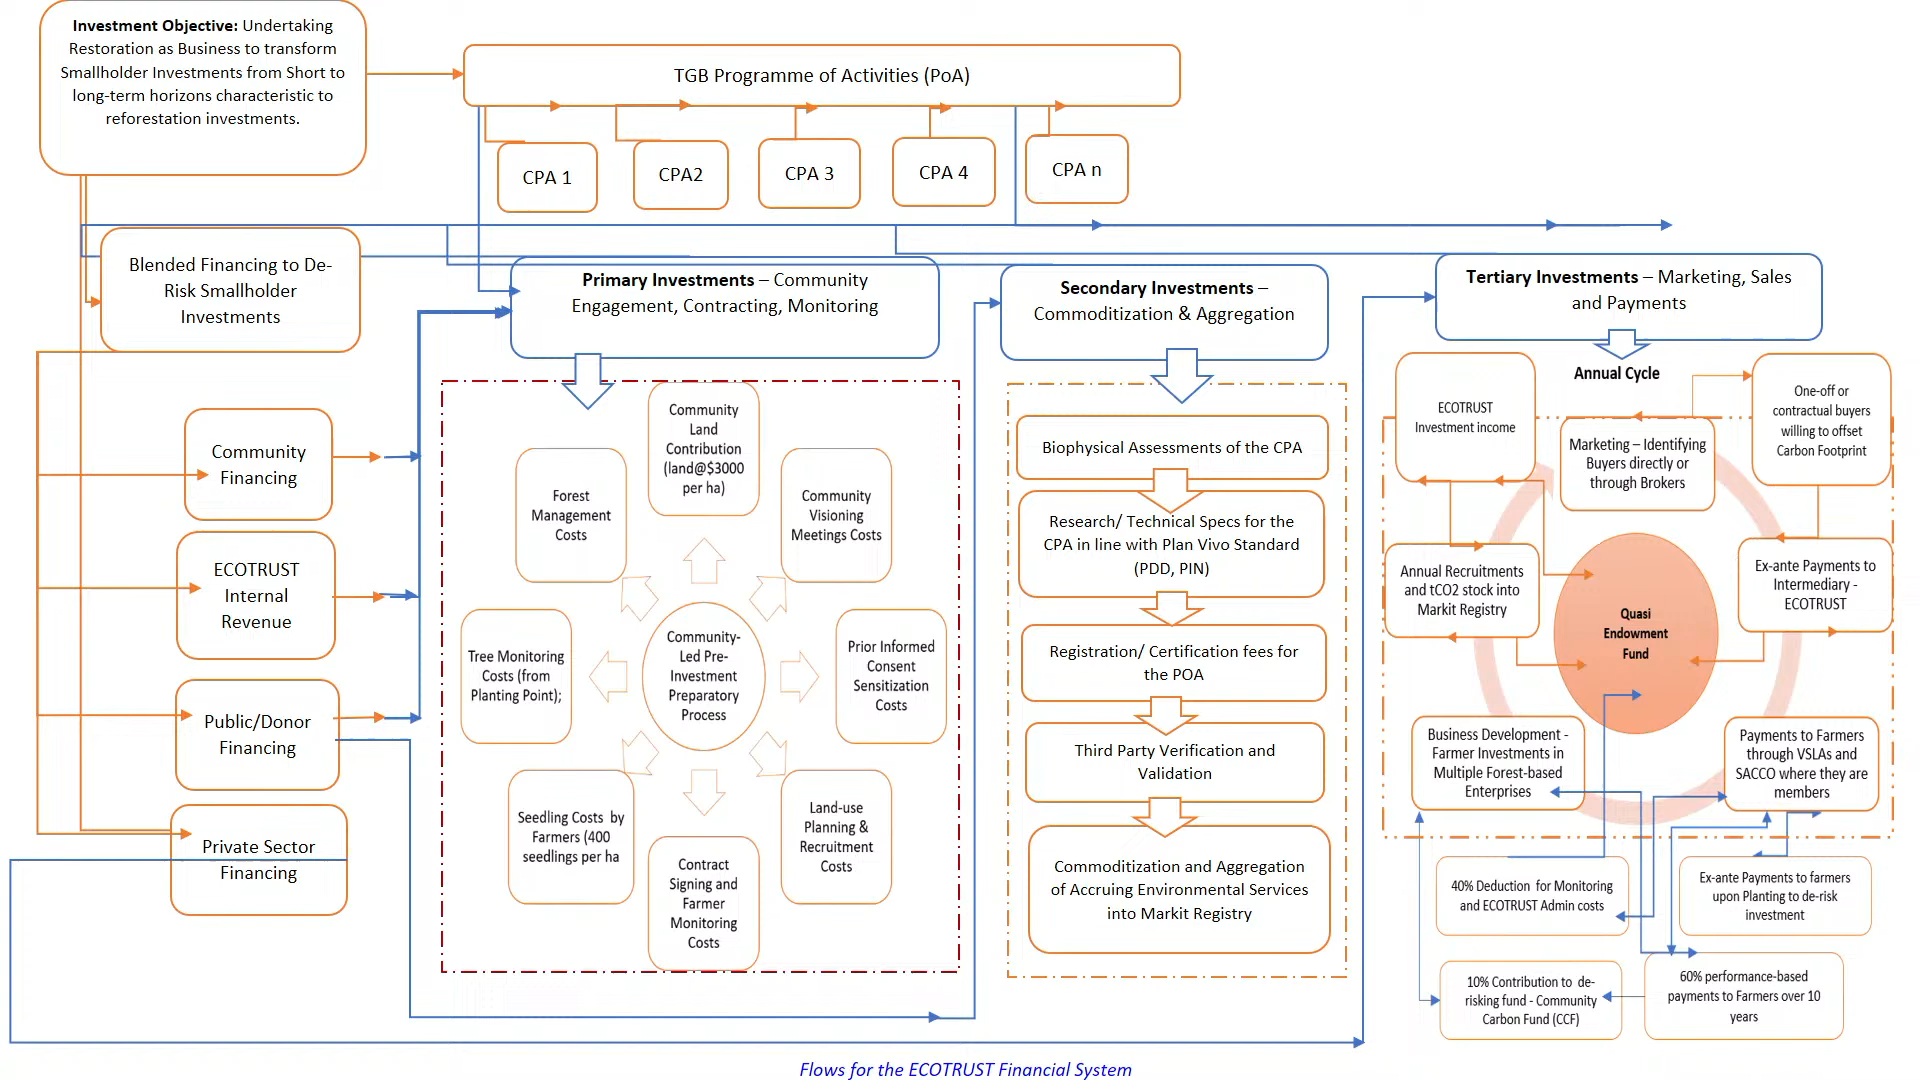 Investment Objective: Undertaking
Restoration as Business to transform
Smallholder Investments from Short to
long-term horizons characteristic to
reforestation investments.
TGB Programme of Activities (PoA)
CPA 1
CPA2
CPA 3
CPA 4
CPA n
Blended Financing to De-
Risk Smallholder
Investments
Community
Financing
ECOTRUST
Internal
Revenue
Public/Donor
Financing
Private Sector
Financing
Primary Investments – Community
Engagement, Contracting, Monitoring
Community
Land
Contribution
(land@$3000
per ha)
Forest
Management
Costs
Community
Visioning
Meetings Costs
Tree Monitoring
Costs (from
Planting Point);
Community-
Led Pre-
Investment
Preparatory
Process
Prior Informed
Consent
Sensitization
Costs
Seedling Costs by
Farmers (400
seedlings per ha
Land-use
Planning &
Recruitment
Costs
Contract
Signing and
Farmer
Monitoring
Costs
Secondary Investments –
Commoditization & Aggregation
Biophysical Assessments of the CPA
Research/ Technical Specs for the
CPA in line with Plan Vivo Standard
(PDD, PIN)
Registration/ Certification fees for
the POA
Third Party Verification and
Validation
Commoditization and Aggregation
of Accruing Environmental Services
into Markit Registry
Tertiary Investments – Marketing, Sales
and Payments
Annual Cycle
ECOTRUST
Investment income
Marketing – Identifying
Buyers directly or
through Brokers
One-off or
contractual buyers
willing to offset
Carbon Footprint
Annual Recruitments
and tCO2 stock into
Markit Registry
Quasi
Endowment
Fund
Ex-ante Payments to
Intermediary -
ECOTRUST
Business Development -
Farmer Investments in
Multiple Forest-based
Enterprises
Payments to Farmers
through VSLAs and
SACCO where they are
members
40% Deduction for Monitoring
and ECOTRUST Admin costs
Ex-ante Payments to farmers
upon Planting to de-risk
investment
10% Contribution to de-
risking fund - Community
Carbon Fund (CCF)
60% performance-based
payments to Farmers over 10
years
Flows for the ECOTRUST Financial System